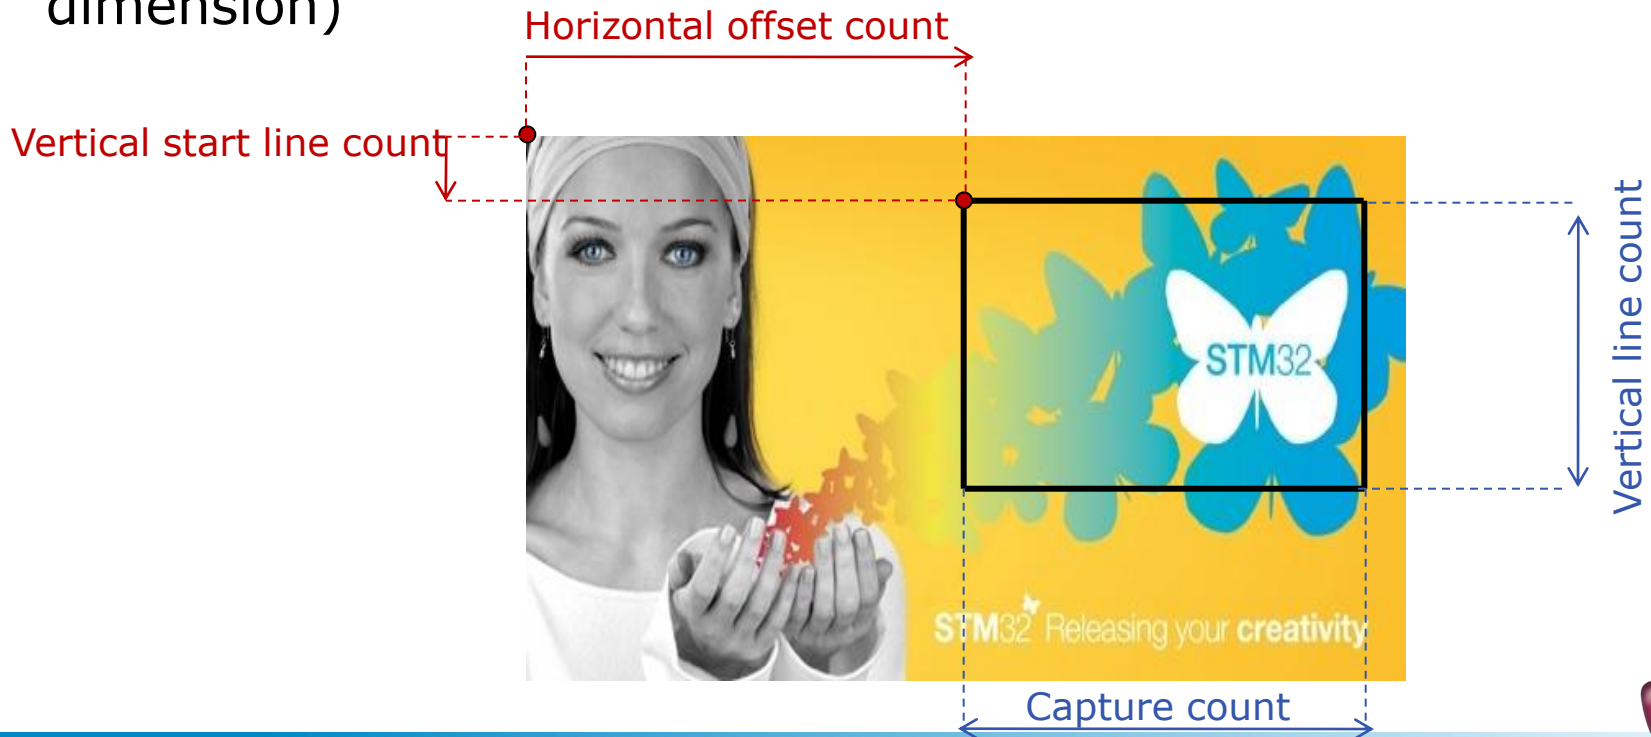 dimension)
Horizontal offset count
Vertical start line count
Vertical line count
STM32
STM32 Releasing your creativity
Capture count